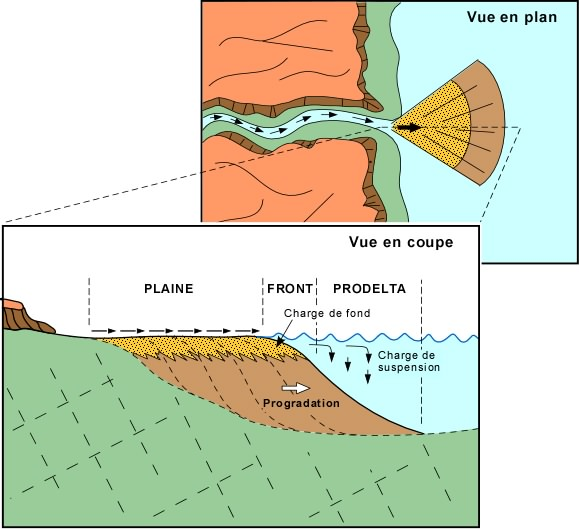 Vue en plan
Vue en coupe
PLAINE
FRONT
PRODELTA
Charge de fond
Charge de
suspension
Progradation